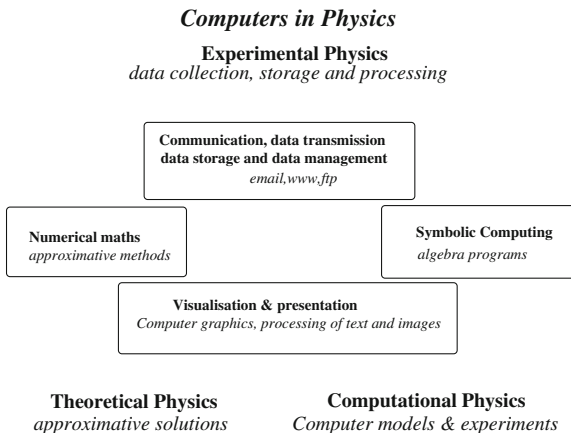 Computers in Physics
Experimental Physics
data collection, storage and processing
Communication, data transmission
data storage and data management
email,www,ftp
Numerical maths
approximative methods
Symbolic Computing
algebra programs
Visualisation & presentation
Computer graphics, processing of text and images
Theoretical Physics
approximative solutions
Computational Physics
Computer models & experiments